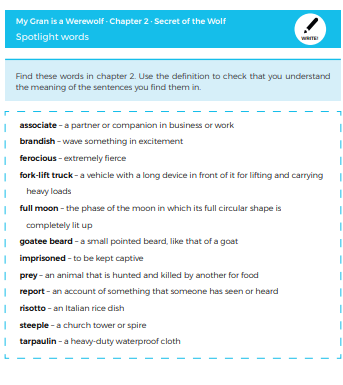 My Gran is a Werewolf · Chapter 2 · Secret of the Wolf
Spotlight words
WRITE!
Find these words in chapter 2. Use the definition to check that you understand
the meaning of the sentences you find them in.
associate – a partner or companion in business or work
brandish – wave something in excitement
ferocious – extremely fierce
fork-lift truck – a vehicle with a long device in front of it for lifting and carrying
heavy loads
full moon – the phase of the moon in which its full circular shape is
completely lit up
goatee beard – a small pointed beard, like that of a goat
imprisoned – to be kept captive
prey – an animal that is hunted and killed by another for food
report – an account of something that someone has seen or heard
risotto – an Italian rice dish
steeple – a church tower or spire
tarpaulin – a heavy-duty waterproof cloth